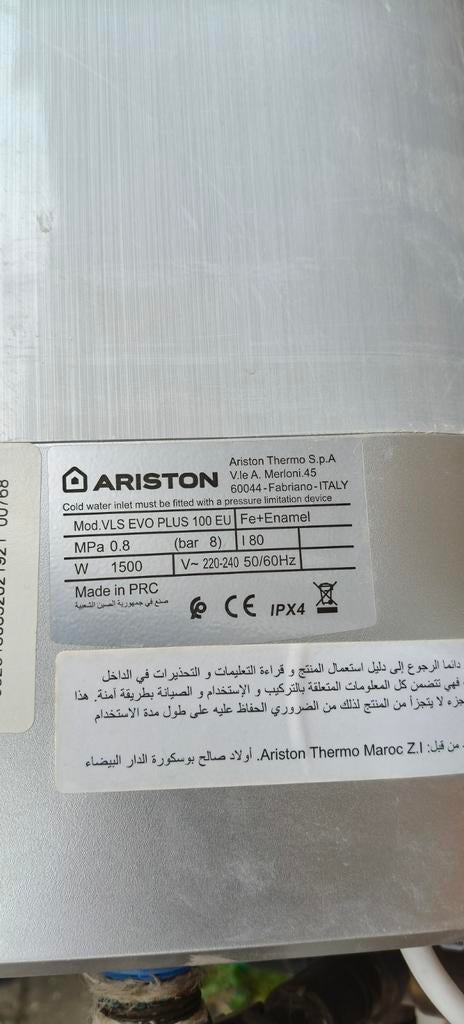 ARISTON
Ariston Thermo S.p.A
V.le A. Merloni.45
60044-Fabriano-ITALY
Cold water inlet must be fitted with a pressure limitation device
Mod.VLS EVO PLUS 100 EU Fe+Enamel
MPa 0.8 (bar 8) l 80
W 1500 V~ 220-240 50/60Hz
Made in PRC
صنع في جمهورية الصين الشعبية
CE IPX4
دائما الرجوع إلى دليل استعمال المنتج و قراءة التعليمات و التحذيرات في الداخل
فهي تتضمن كل المعلومات المتعلقة بالتركيب و الإستخدام و الصيانة بطريقة آمنة. هذا
جزء لا يتجزأ من المنتج لذلك من الضروري الحفاظ عليه على طول مدة الاستخدام
من قبل: Ariston Thermo Maroc Z.I. أولاد صالح بوسكورة الدار البيضاء